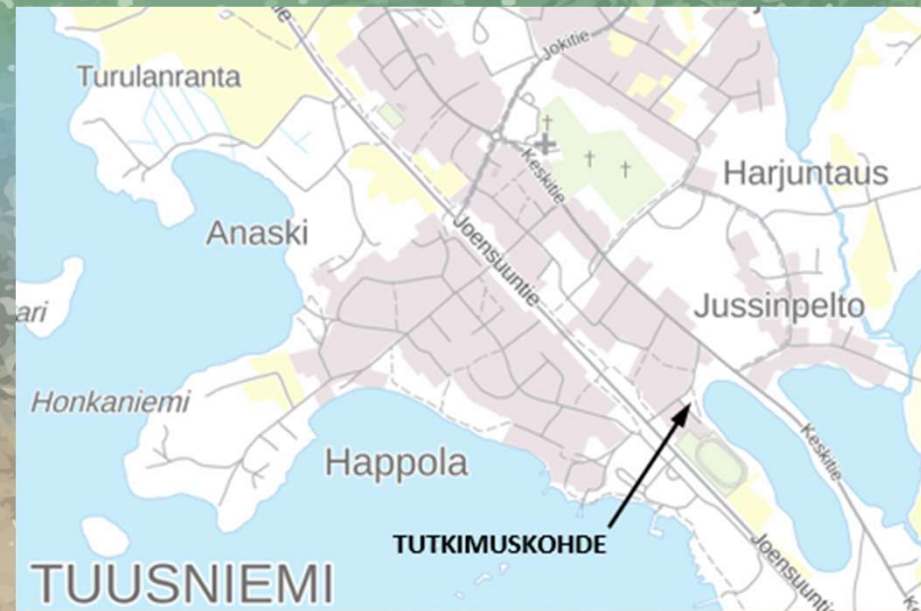 Jokitie
Turulanranta
Keskitie
Harjuntaus
Anaski
Joensuuntie
Jussinpelto
ari
Honkaniemi
Keskitie
Happola
TUTKIMUSKOHDE
Joensuuntie
TUUSNIEMI